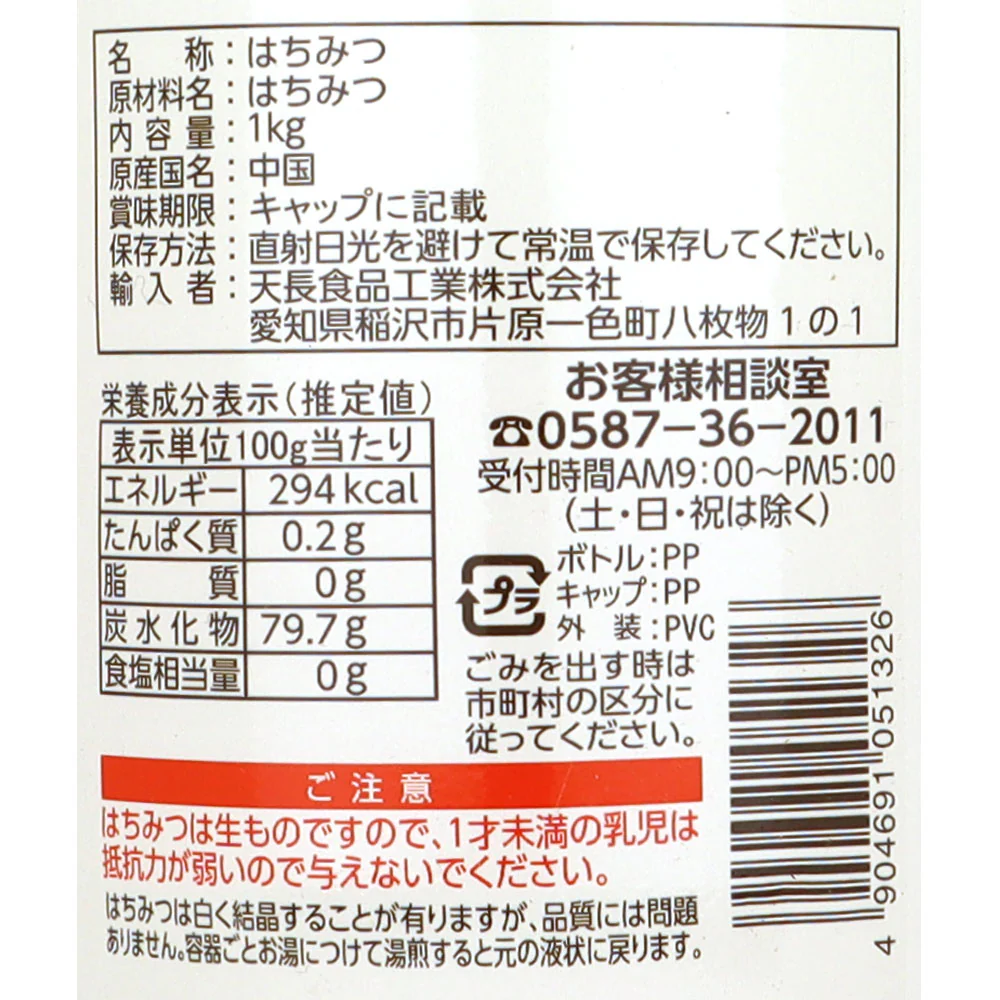 名称：はちみつ
原材料名：はちみつ
内容量：1kg
原産国名：中国
賞味期限：キャップに記載
保存方法：直射日光を避けて常温で保存してください。
輸入者：天長食品工業株式会社
愛知県稲沢市片原一色町八枚物1の1
お客様相談室
☎0587-36-2011
受付時間AM9:00〜PM5:00
(土・日・祝は除く)
栄養成分表示(推定値)
表示単位100g当たり
エネルギー 294kcal
たんぱく質 0.2g
脂質 0g
炭水化物 79.7g
食塩相当量 0g
プラ
ボトル:PP
キャップ:PP
外装:PVC
ごみを出す時は
市町村の区分に
従ってください。
4 904691 051326
ご注意
はちみつは生ものですので、1才未満の乳児は
抵抗力が弱いので与えないでください。
はちみつは白く結晶することが有りますが、品質には問題
ありません。容器ごとお湯につけて湯煎すると元の液状に戻ります。